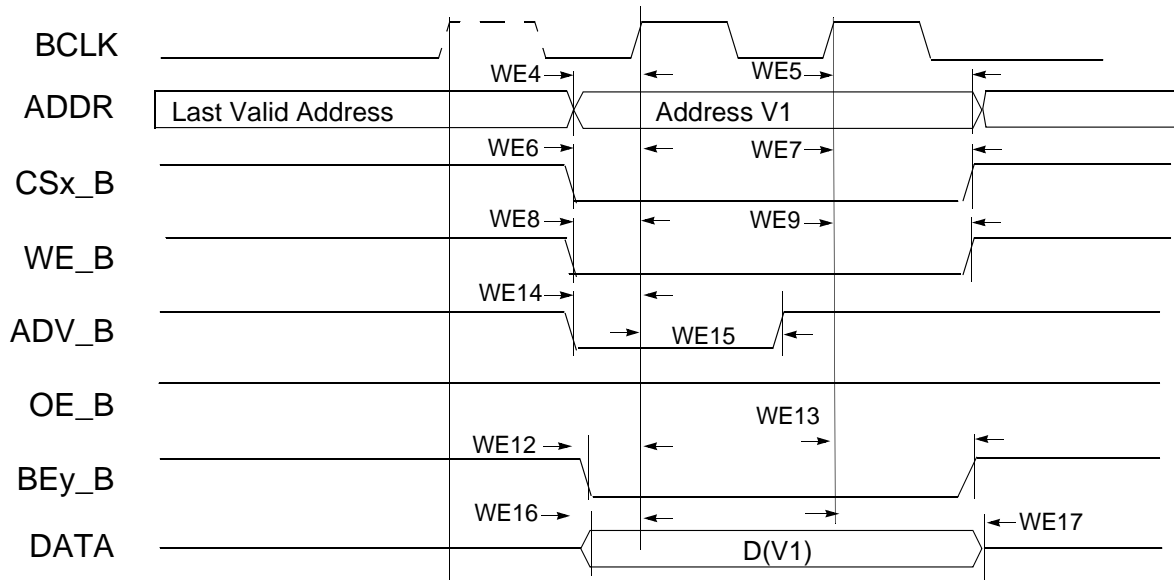 BCLK
WE4
WE5
ADDR
Last Valid Address
Address V1
WE6
WE7
CSx_B
WE8
WE9
WE_B
WE14
ADV_B
WE15
OE_B
WE13
WE12
BEy_B
WE16
WE17
DATA
D(V1)